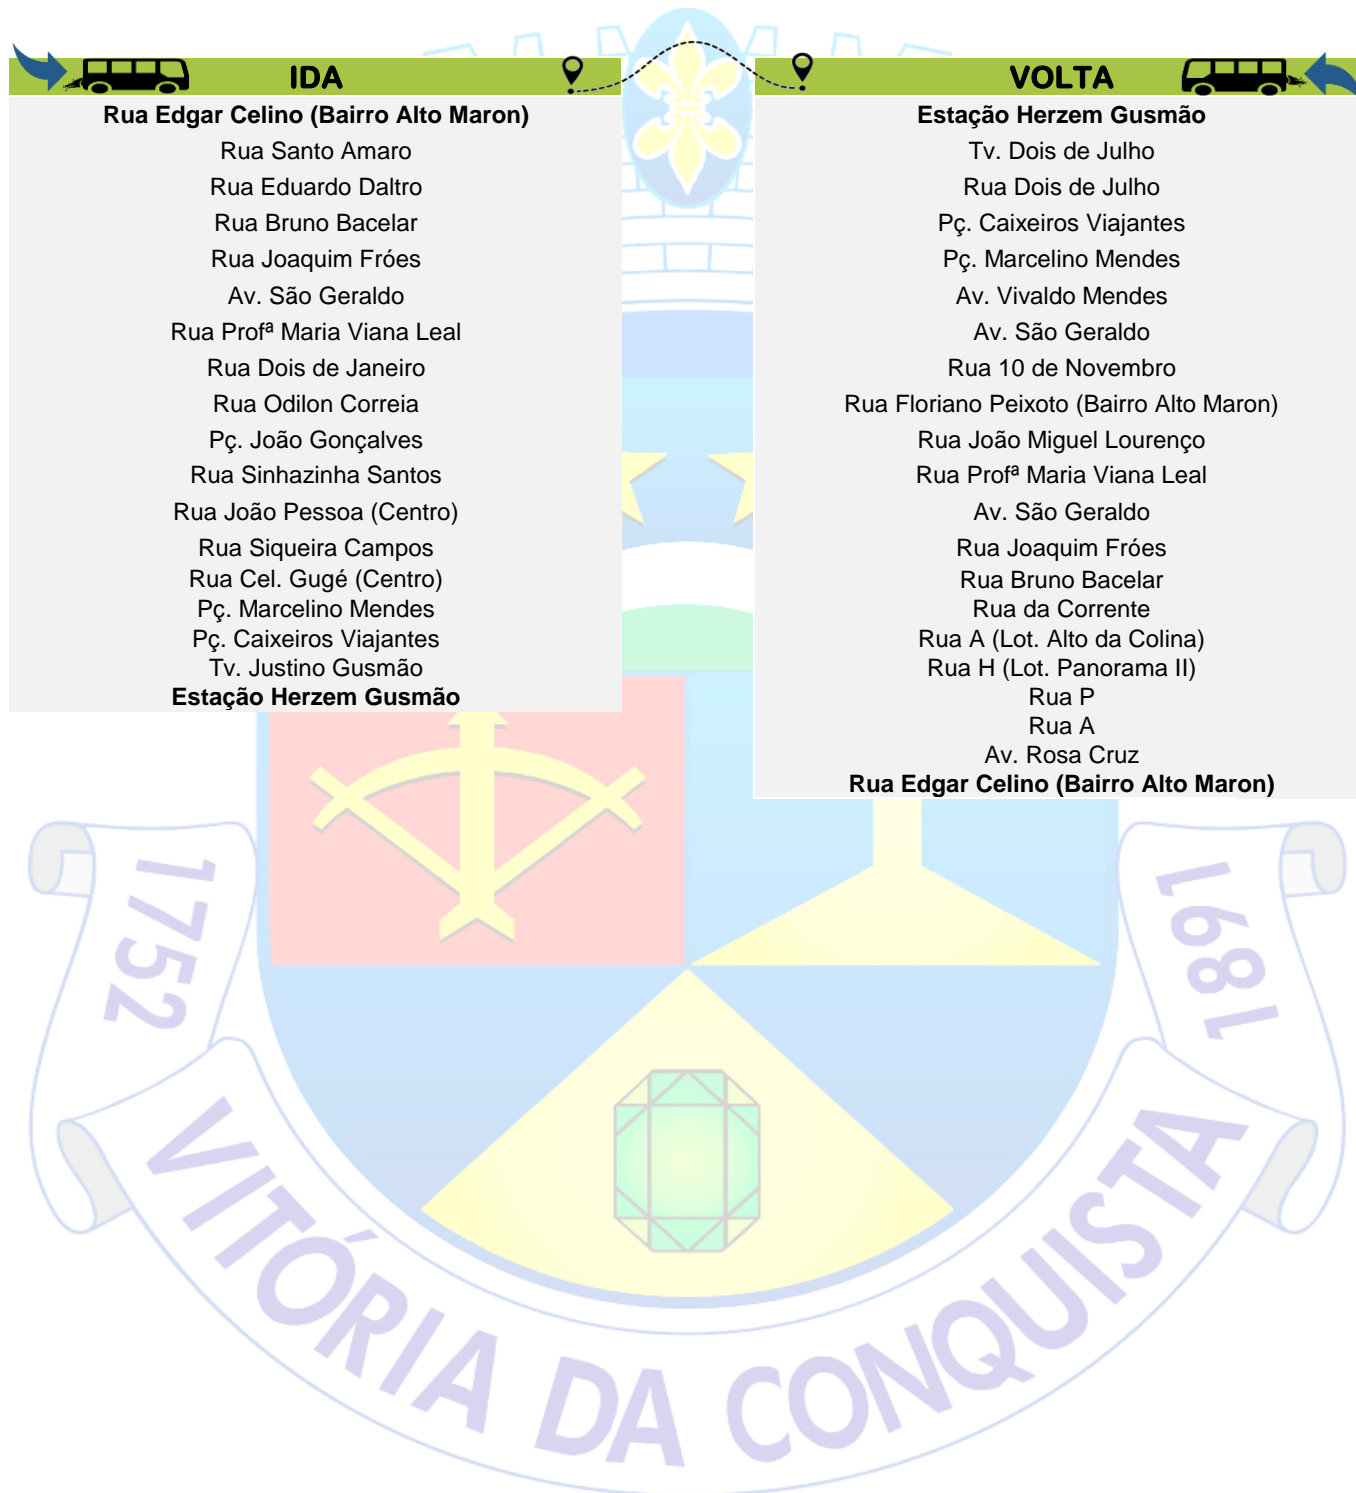 IDA
Rua Edgar Celino (Bairro Alto Maron)
Rua Santo Amaro
Rua Eduardo Daltro
Rua Bruno Bacelar
Rua Joaquim Fróes
Av. São Geraldo
Rua Profª Maria Viana Leal
Rua Dois de Janeiro
Rua Odilon Correia
Pç. João Gonçalves
Rua Sinhazinha Santos
Rua João Pessoa (Centro)
Rua Siqueira Campos
Rua Cel. Gugé (Centro)
Pç. Marcelino Mendes
Pç. Caixeiros Viajantes
Tv. Justino Gusmão
Estação Herzem Gusmão
VOLTA
Estação Herzem Gusmão
Tv. Dois de Julho
Rua Dois de Julho
Pç. Caixeiros Viajantes
Pç. Marcelino Mendes
Av. Vivaldo Mendes
Av. São Geraldo
Rua 10 de Novembro
Rua Floriano Peixoto (Bairro Alto Maron)
Rua João Miguel Lourenço
Rua Profª Maria Viana Leal
Av. São Geraldo
Rua Joaquim Fróes
Rua Bruno Bacelar
Rua da Corrente
Rua A (Lot. Alto da Colina)
Rua H (Lot. Panorama II)
Rua P
Rua A
Av. Rosa Cruz
Rua Edgar Celino (Bairro Alto Maron)
1752
1891
VITÓRIA DA CONQUISTA